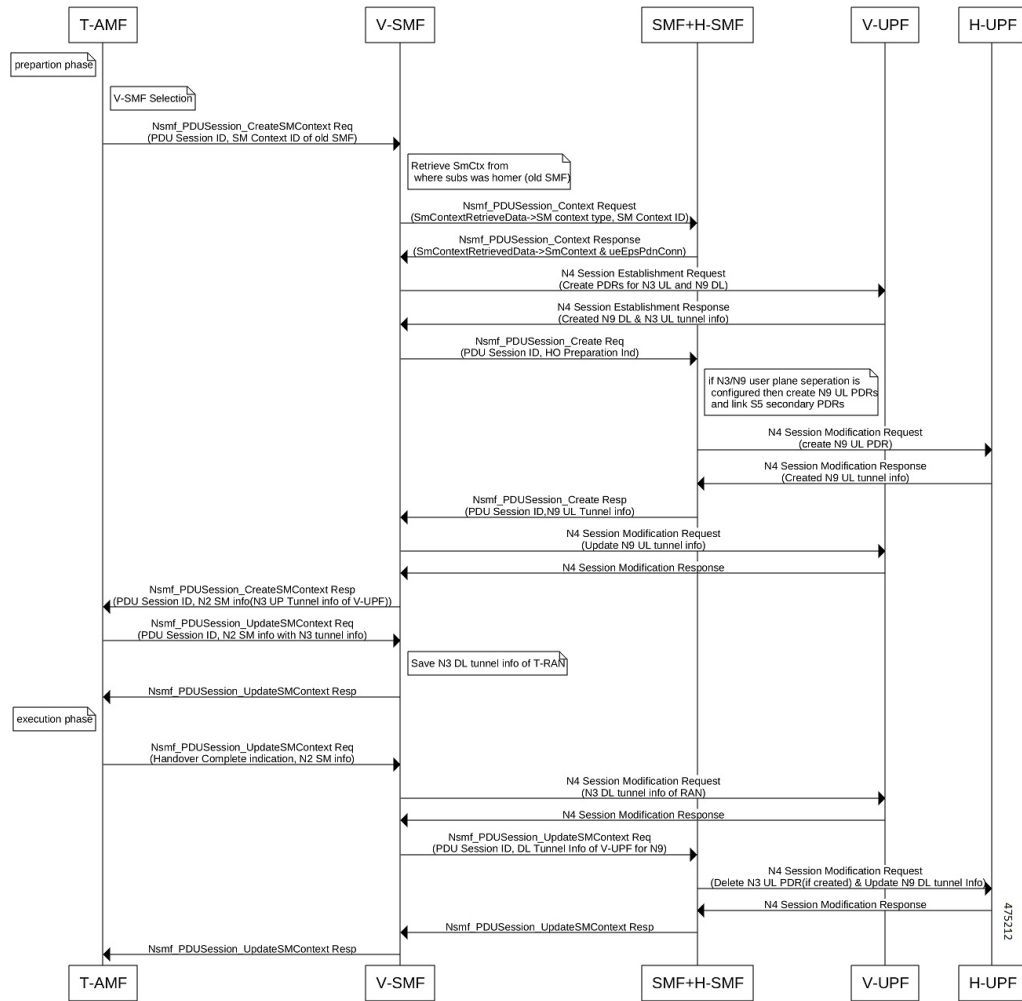 T-AMF
V-SMF
SMF+H-SMF
V-UPF
H-UPF
prepartion phase
V-SMF Selection
Nsmf_PDUSession_CreateSMContext Req
(PDU Session ID, SM Context ID of old SMF)
Retrieve SmCtx from
where subs was homer (old SMF)
Nsmf_PDUSession_Context Request
(SmContextRetrieveData->SM context type, SM Context ID)
Nsmf_PDUSession_Context Response
(SmContextRetrievedData->SmContext & ueEpsPdnConn)
N4 Session Establishment Request
(Create PDRs for N3 UL and N9 DL)
N4 Session Establishment Response
(Created N9 DL & N3 UL tunnel info)
Nsmf_PDUSession_Create Req
(PDU Session ID, HO Preparation Ind)
if N3/N9 user plane seperation is
configured then create N9 UL PDRs
and link S5 secondary PDRs
N4 Session Modification Request
(create N9 UL PDR)
N4 Session Modification Response
(Created N9 UL tunnel info)
Nsmf_PDUSession_Create Resp
(PDU Session ID,N9 UL Tunnel info)
N4 Session Modification Request
(Update N9 UL tunnel info)
N4 Session Modification Response
Nsmf_PDUSession_CreateSMContext Resp
(PDU Session ID, N2 SM info(N3 UP Tunnel info of V-UPF))
Nsmf_PDUSession_UpdateSMContext Req
(PDU Session ID, N2 SM info with N3 tunnel info)
Save N3 DL tunnel info of T-RAN
Nsmf_PDUSession_UpdateSMContext Resp
execution phase
Nsmf_PDUSession_UpdateSMContext Req
(Handover Complete indication, N2 SM info)
N4 Session Modification Request
(N3 DL tunnel info of RAN)
N4 Session Modification Response
Nsmf_PDUSession_UpdateSMContext Req
(PDU Session ID, DL Tunnel Info of V-UPF for N9)
N4 Session Modification Request
(Delete N3 UL PDR(if created) & Update N9 DL tunnel Info)
N4 Session Modification Response
475212
Nsmf_PDUSession_UpdateSMContext Resp
Nsmf_PDUSession_UpdateSMContext Resp
T-AMF
V-SMF
SMF+H-SMF
V-UPF
H-UPF